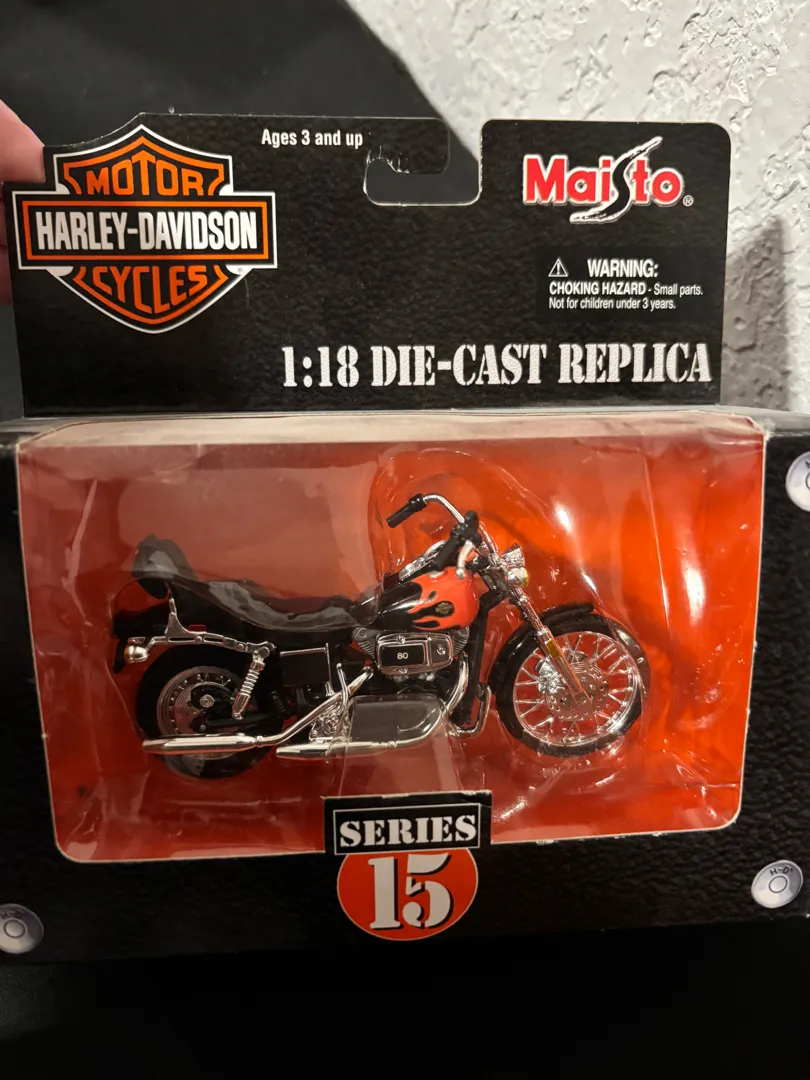 Ages 3 and up
MOTOR
HARLEY-DAVIDSON
CYCLES
Maisto®
WARNING:
CHOKING HAZARD - Small parts.
Not for children under 3 years.
1:18 DIE-CAST REPLICA
80
SERIES
15
H-D
H-D